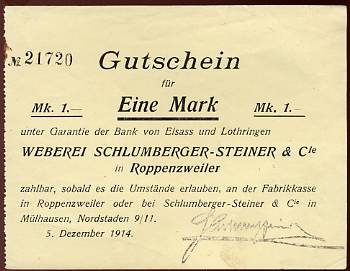 № 21720
Gutschein
für
Mk. 1.— Eine Mark Mk. 1.—
unter Garantie der Bank von Elsass und Lothringen
WEBEREI SCHLUMBERGER-STEINER & Cie
in Roppenzweiler
zahlbar, sobald es die Umstände erlauben, an der Fabrikkasse
in Roppenzweiler oder bei Schlumberger-Steiner & Cie in
Mülhausen, Nordstaden 9/11.
5. Dezember 1914.